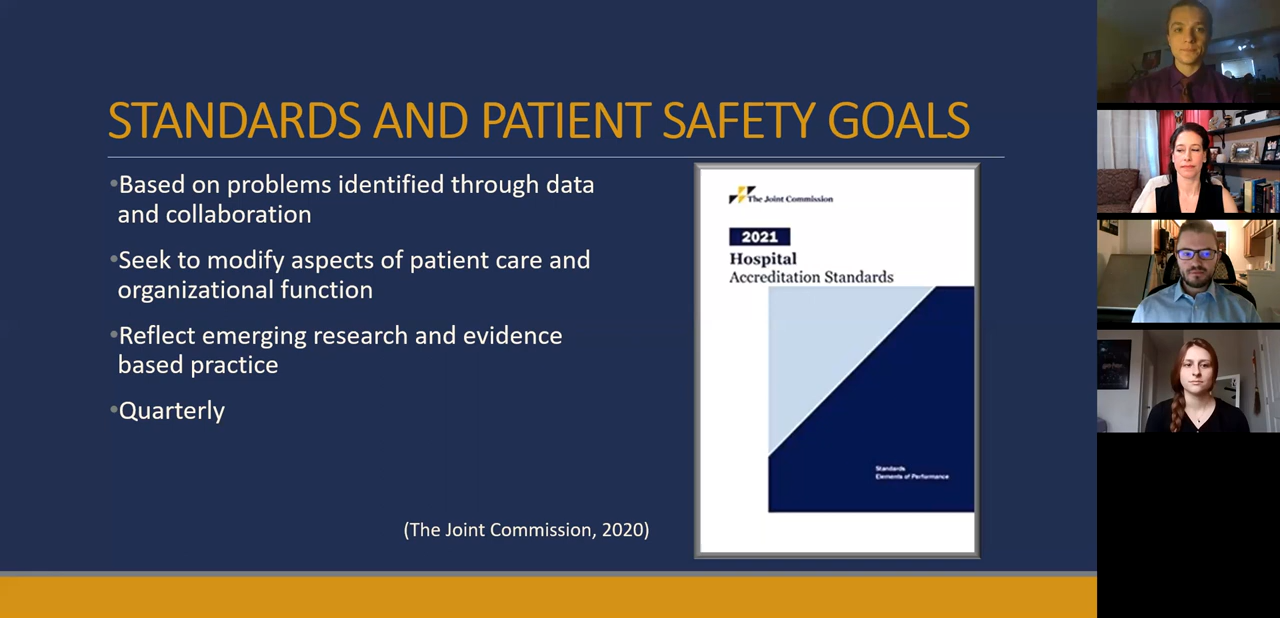 STANDARDS AND PATIENT SAFETY GOALS
•Based on problems identified through data
and collaboration
•Seek to modify aspects of patient care and
organizational function
•Reflect emerging research and evidence
based practice
•Quarterly
(The Joint Commission, 2020)
The Joint Commission
2021
Hospital
Accreditation Standards
Standards
Elements of Performance